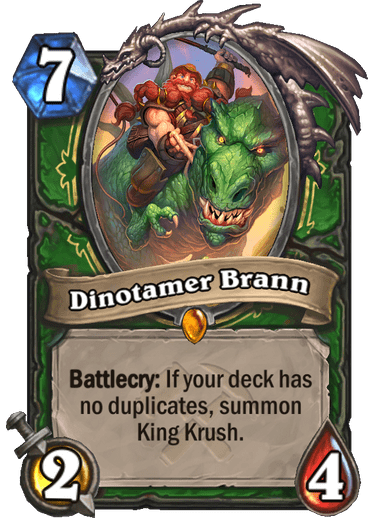 7
Dinotamer Brann
Battlecry: If your deck has
no duplicates, summon
King Krush.
2
4